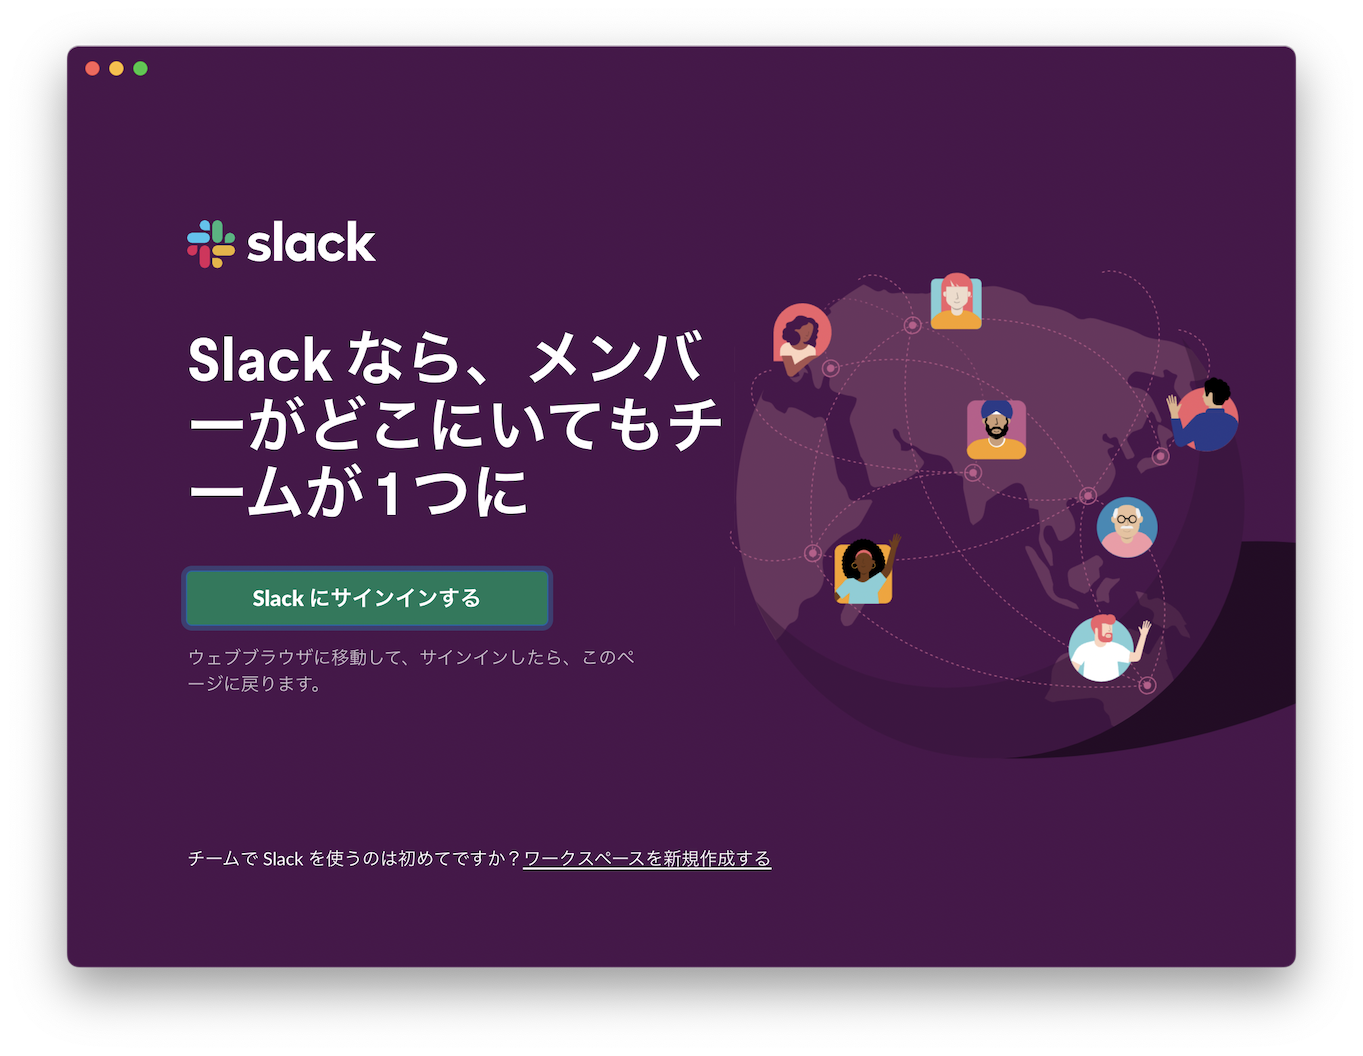 slack
Slack なら、メンバ
ーがどこにいてもチ
ームが 1 つに
Slack にサインインする
ウェブブラウザに移動して、サインインしたら、このペ
ージに戻ります。
チームで Slack を使うのは初めてですか？ワークスペースを新規作成する